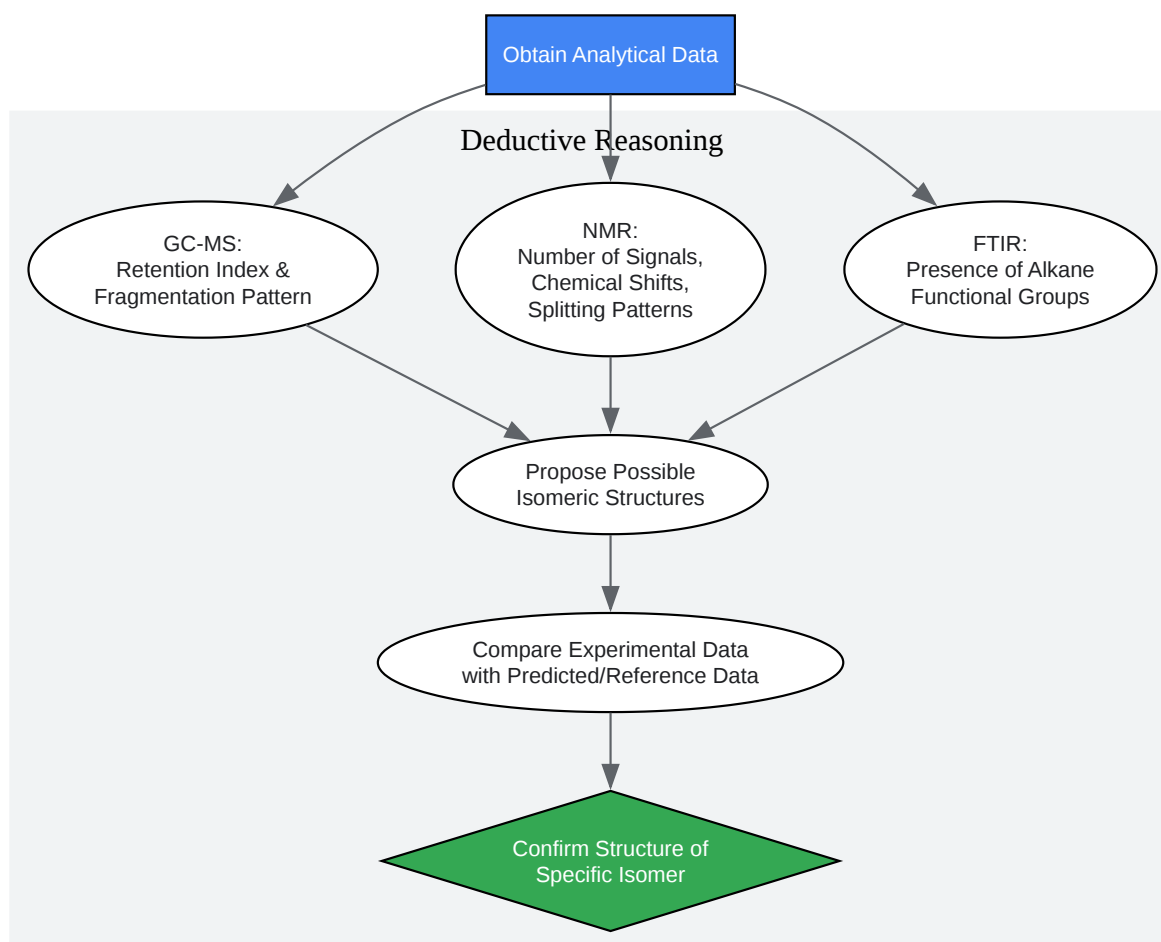 Obtain Analytical Data
Deductive Reasoning
GC-MS:
Retention Index &
Fragmentation Pattern
NMR:
Number of Signals,
Chemical Shifts,
Splitting Patterns
FTIR:
Presence of Alkane
Functional Groups
Propose Possible
Isomeric Structures
Compare Experimental Data
with Predicted/Reference Data
Confirm Structure of
Specific Isomer